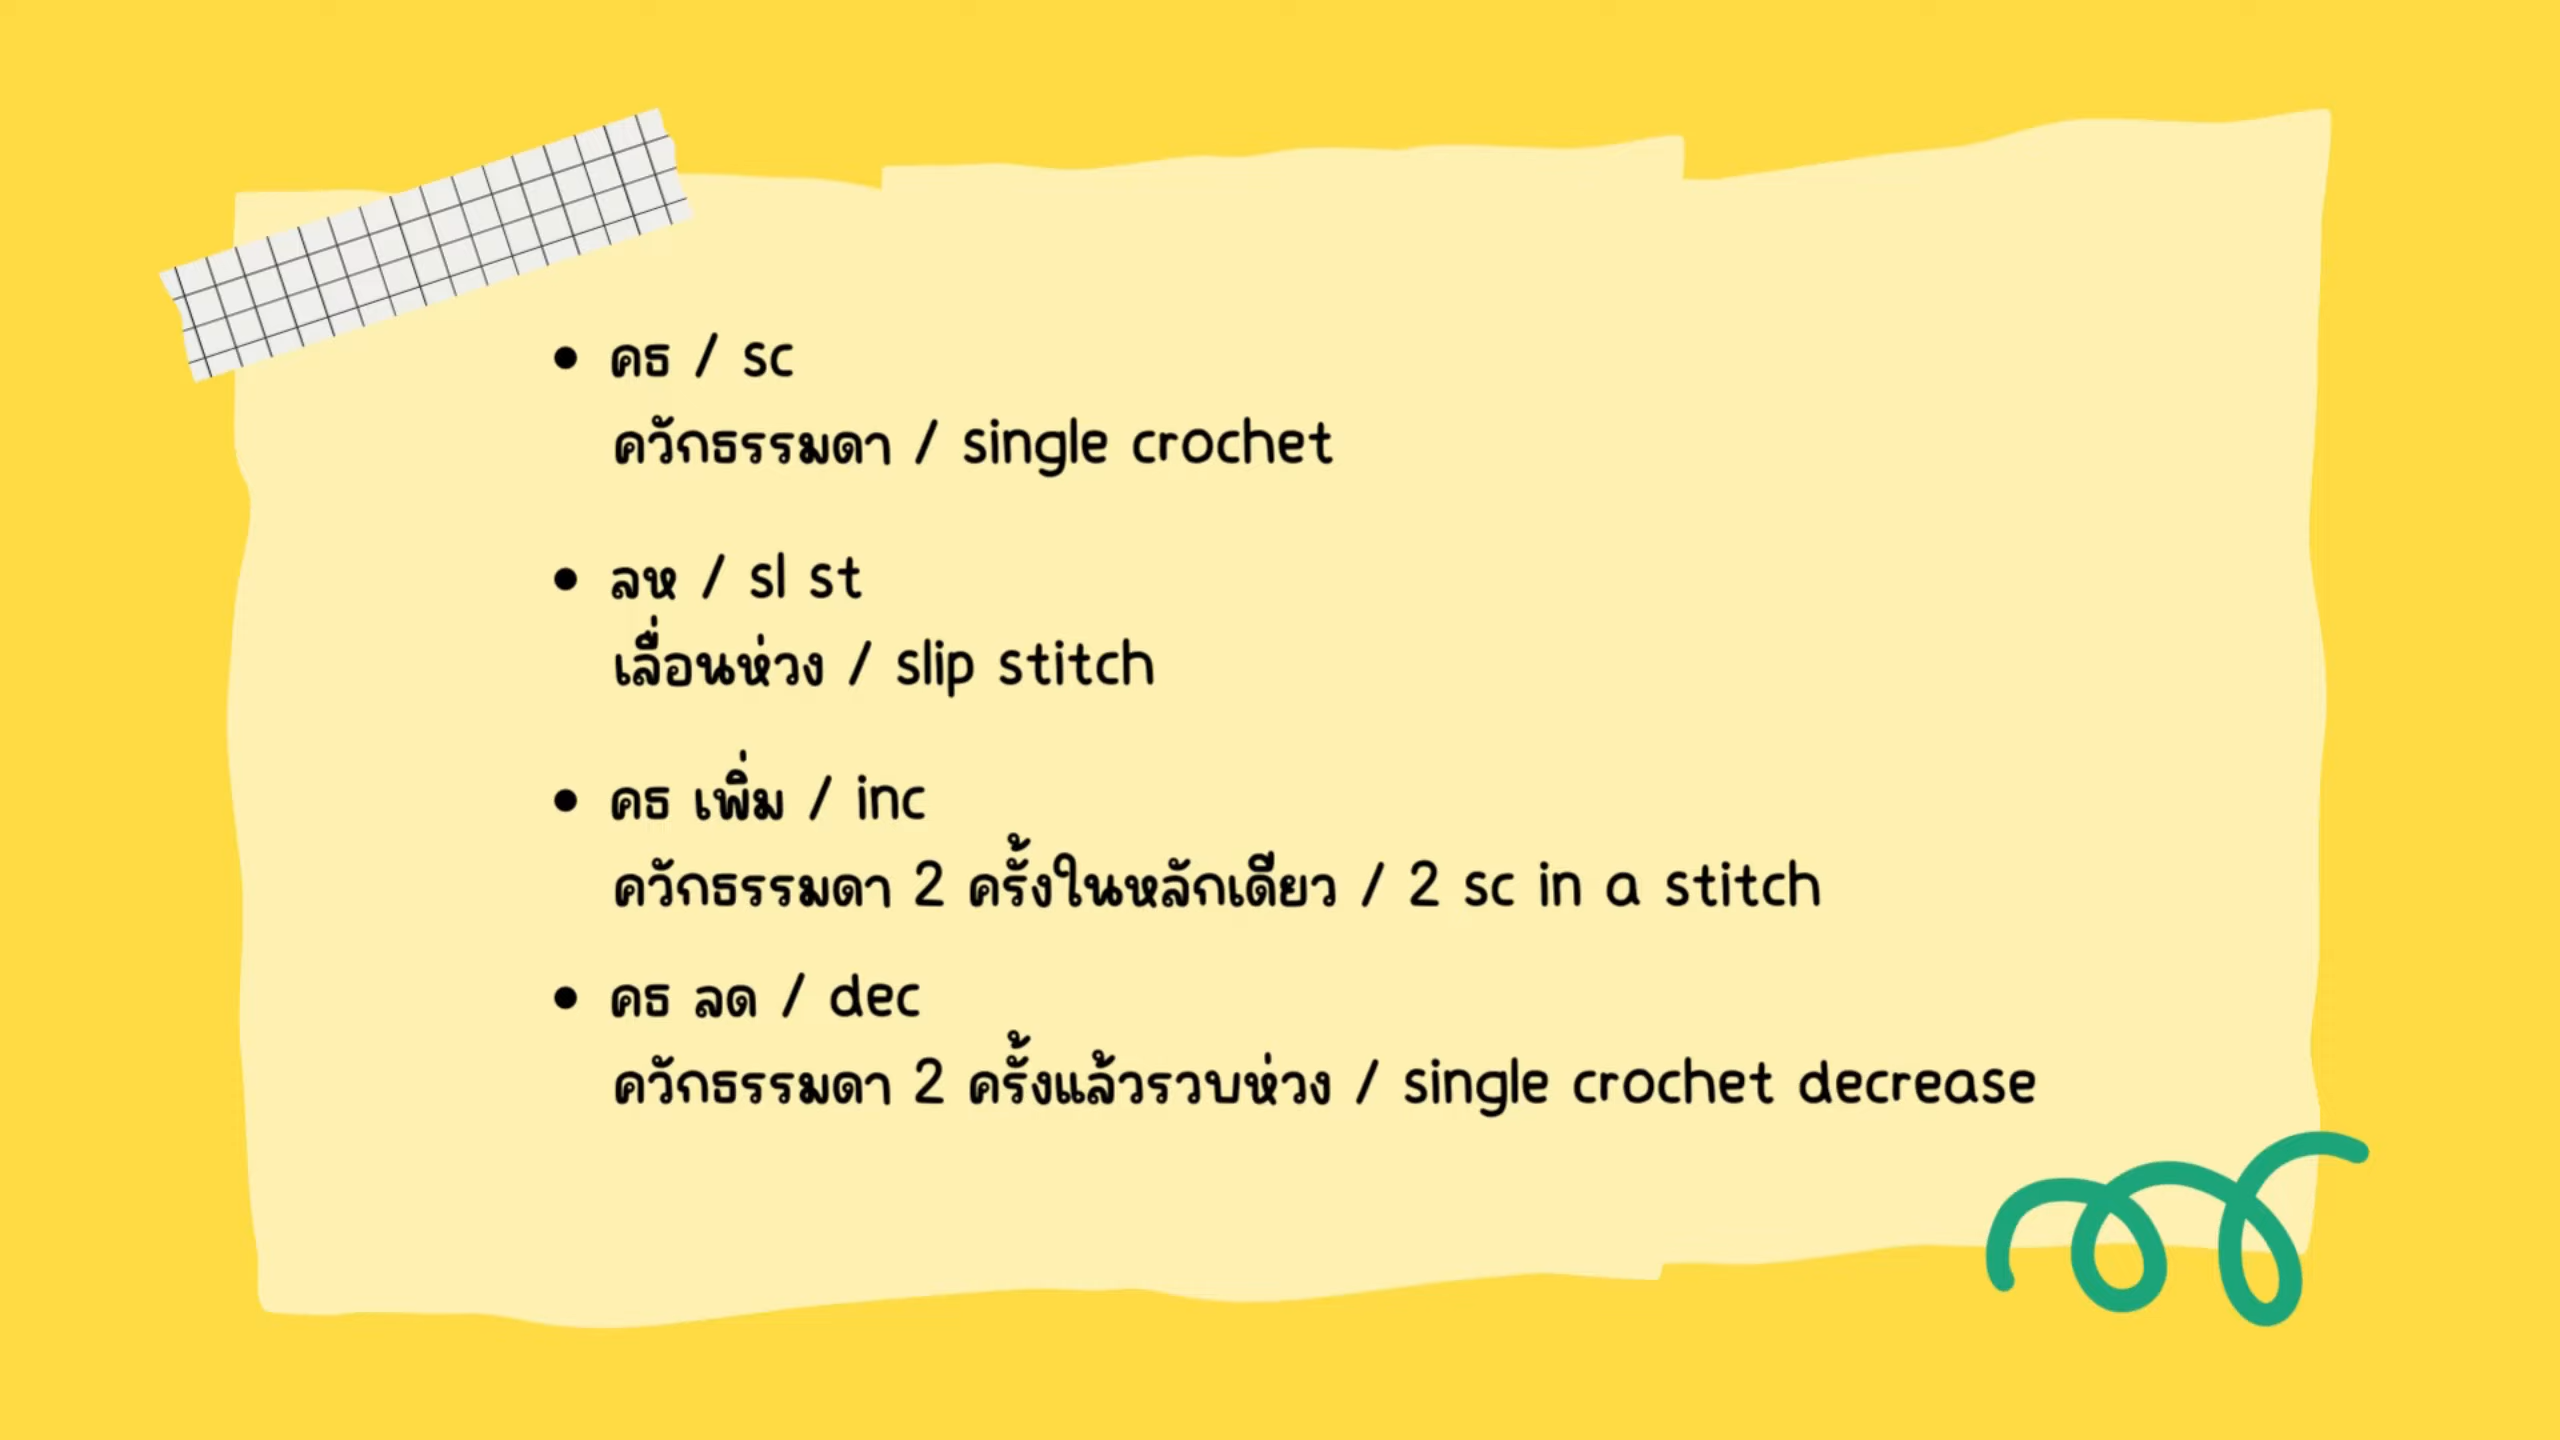 • คธ / sc
ควักธรรมดา / single crochet
• ลห / sl st
เลื่อนห่วง / slip stitch
• คธ เพิ่ม / inc
ควักธรรมดา 2 ครั้งในหลักเดียว / 2 sc in a stitch
• คธ ลด / dec
ควักธรรมดา 2 ครั้งแล้วรวบห่วง / single crochet decrease